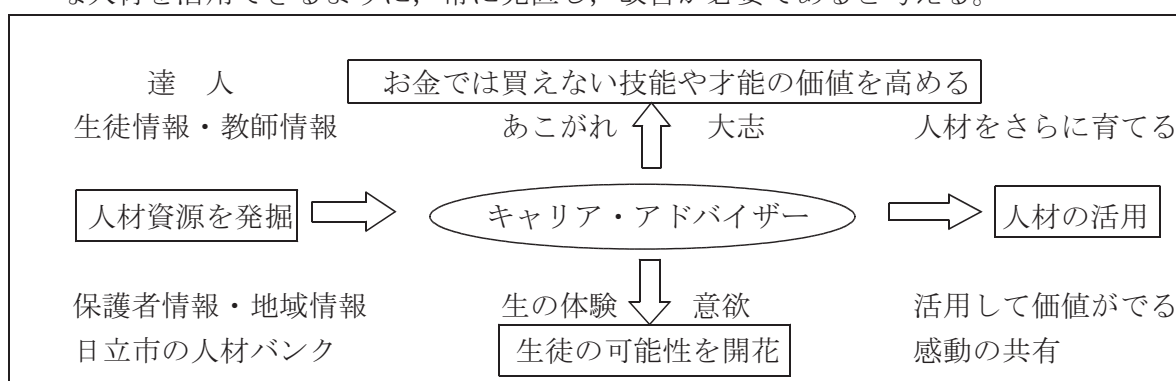 な人材を活用できるように，常に見直し，改善が必要であると考える。
達　人　お金では買えない技能や才能の価値を高める
生徒情報・教師情報　あこがれ　大志　人材をさらに育てる
人材資源を発掘　キャリア・アドバイザー　人材の活用
保護者情報・地域情報　生の体験　意欲　活用して価値がでる
日立市の人材バンク　生徒の可能性を開花　感動の共有